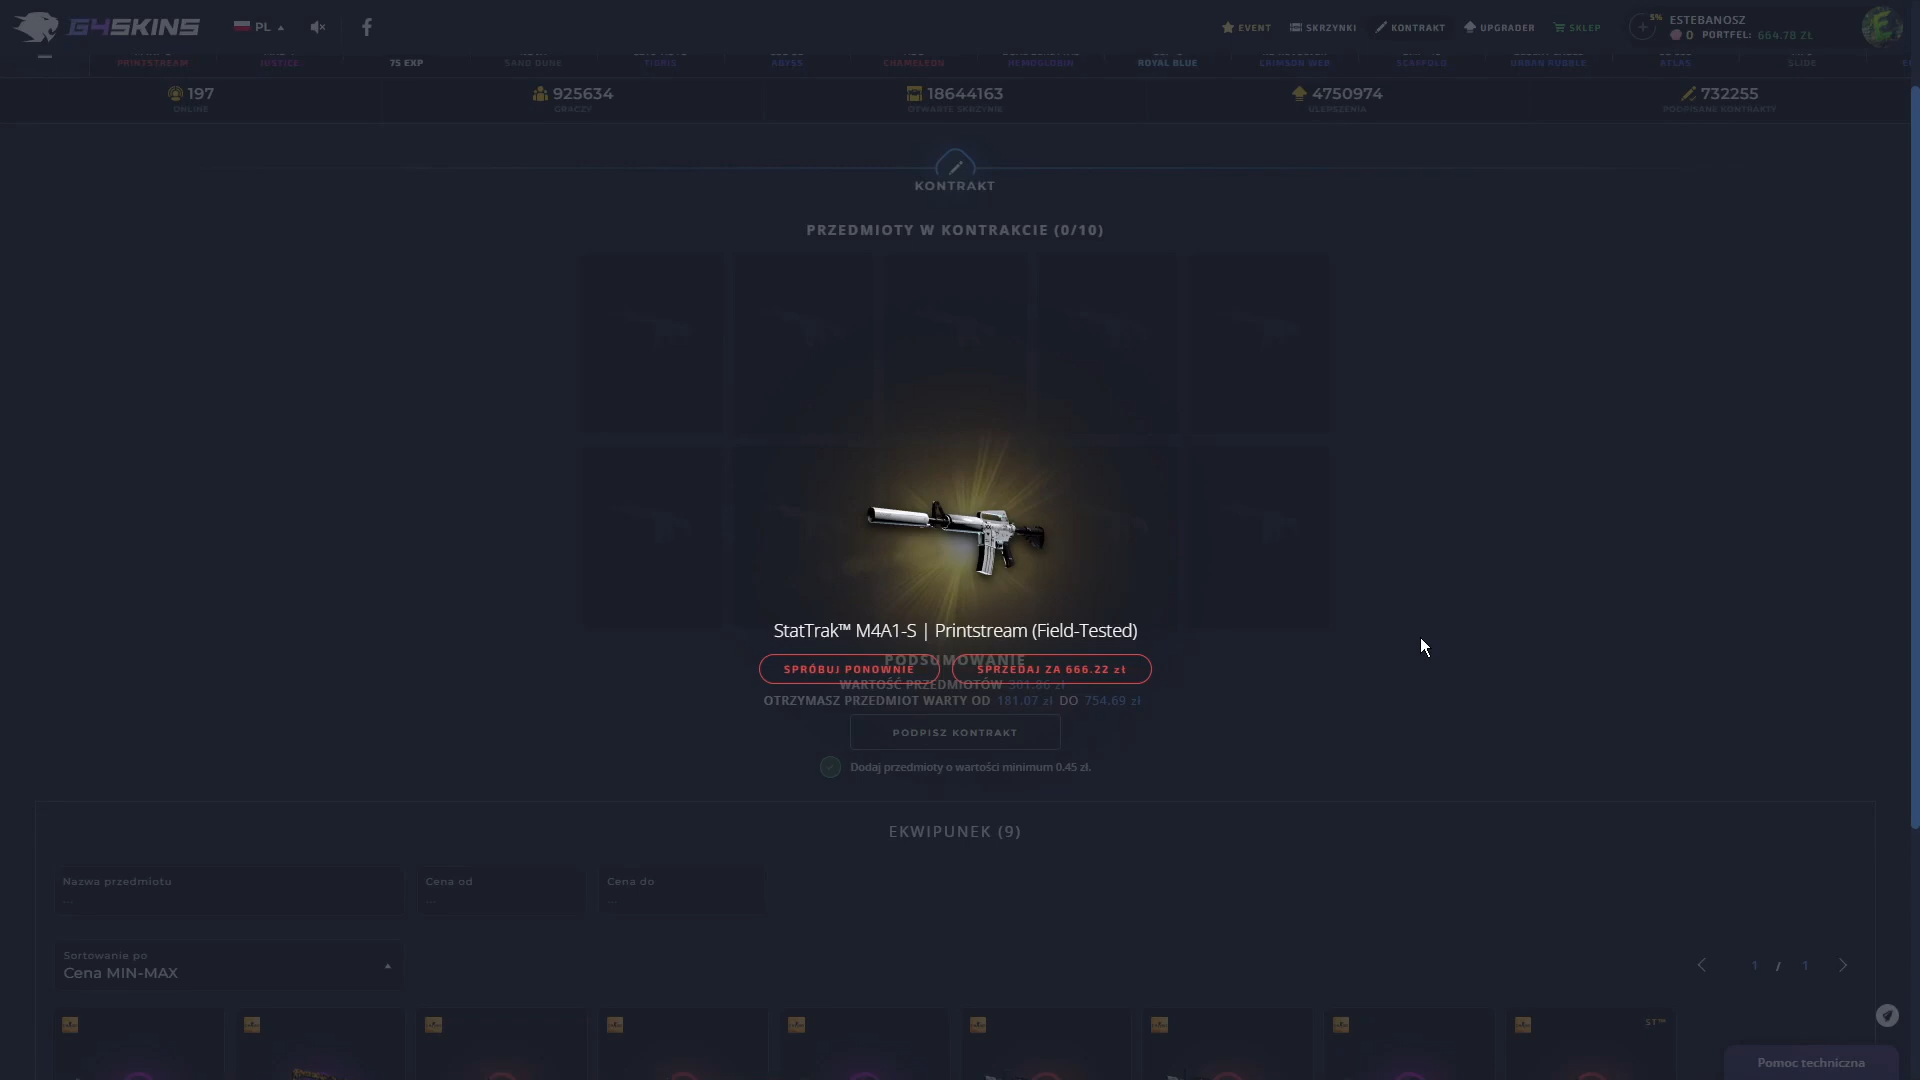 G4SKINS
PL
EVENT
SKRZYNKI
KONTRAKT
UPGRADER
SKLEP
5%
ESTEBANOSZ
0 PORTFEL: 664.78 ZŁ
PRINTSTREAM
JUSTICE
75 EXP
SAND DUNE
TIGRIS
ABYSS
CHAMELEON
HEMOGLOBIN
ROYAL BLUE
CRIMSON WEB
SCAFFOLD
URBAN RUBBLE
ATLAS
SLIDE
197
ONLINE
925634
GRACZY
18644163
OTWARTE SKRZYNIE
4750974
ULEPSZENIA
732255
PODPISANE KONTRAKTY
KONTRAKT
PRZEDMIOTY W KONTRAKCIE (0/10)
StatTrak™ M4A1-S | Printstream (Field-Tested)
PODSUMOWANIE
SPRÓBUJ PONOWNIE
SPRZEDAJ ZA 666.22 zł
WARTOŚĆ PRZEDMIOTÓW 301.86 zł
OTRZYMASZ PRZEDMIOT WARTY OD 181.07 zł DO 754.69 zł
PODPISZ KONTRAKT
Dodaj przedmioty o wartości minimum 0.45 zł.
EKWIPUNEK (9)
Nazwa przedmiotu
...
Cena od
...
Cena do
...
Sortowanie po
Cena MIN-MAX
1 / 1
ST™
Pomoc techniczna